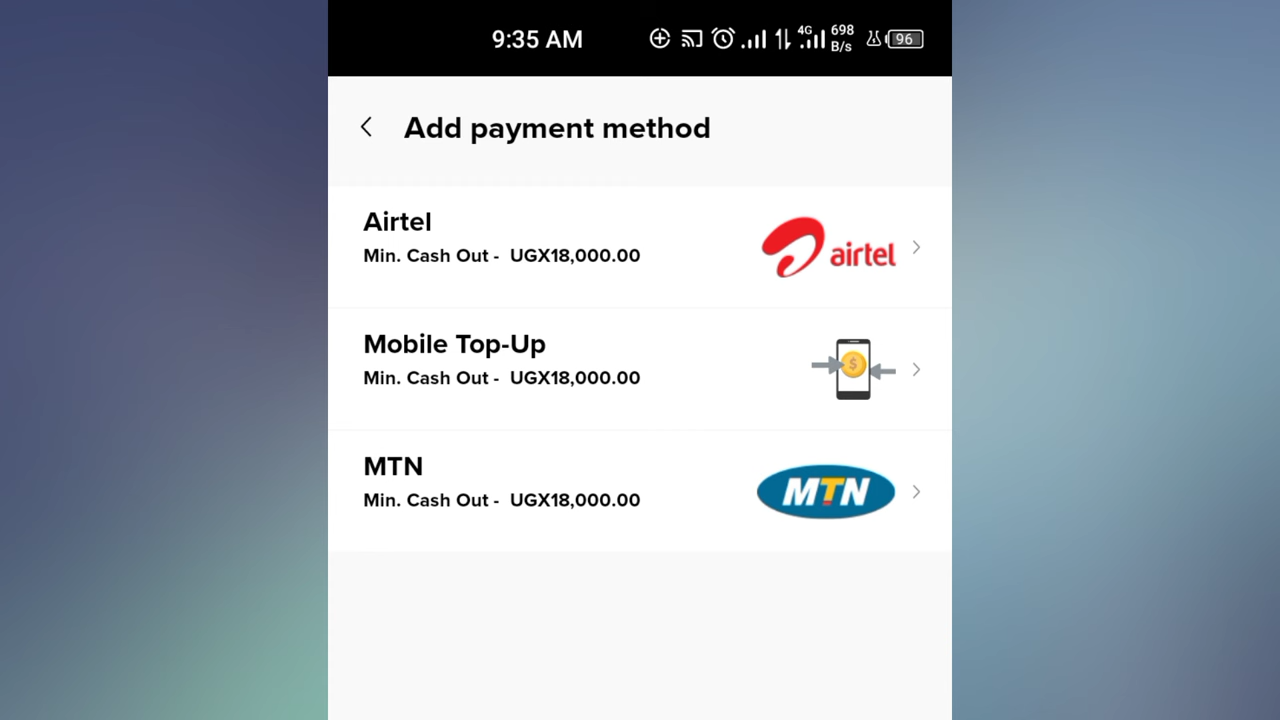 9:35 AM
4G
698
B/s
96
Add payment method
Airtel
Min. Cash Out - UGX18,000.00
airtel
Mobile Top-Up
Min. Cash Out - UGX18,000.00
$
MTN
Min. Cash Out - UGX18,000.00
MTN